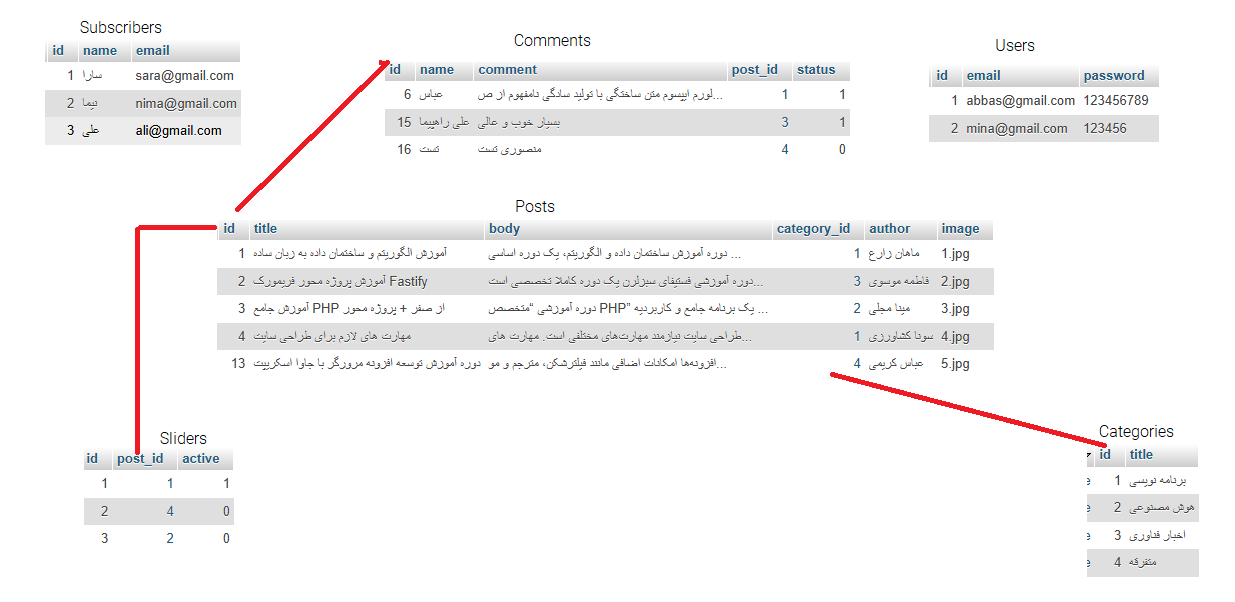 Subscribers
id name email
1 سارا sara@gmail.com
2 نیما nima@gmail.com
3 علی ali@gmail.com
Comments
id name comment post_id status
6 عباس لورم ایپسوم متن ساختگی با تولید سادگی نامفهوم از ص... 1 1
15 علی راهپیما بسیار خوب و عالی 3 1
16 تست منصوری تست 4 0
Users
id email password
1 abbas@gmail.com 123456789
2 mina@gmail.com 123456
Posts
id title body category_id author image
1 آموزش الگوریتم و ساختمان داده به زبان ساده دوره آموزش ساختمان داده و الگوریتم، یک دوره اساسی ... 1 ماهان زارع 1.jpg
2 آموزش پروژه محور فریمورک Fastify دوره آموزشی فستیفای سبزلرن یک دوره کاملا تخصصی است... 3 فاطمه موسوی 2.jpg
3 آموزش جامع PHP از صفر + پروژه محور دوره آموزشی “متخصص PHP” یک برنامه جامع و کاربردیه ... 2 مینا مجلی 3.jpg
4 مهارت های لازم برای طراحی سایت طراحی سایت نیازمند مهارت‌های مختلفی است. مهارت های... 1 سونا کشاورزی 4.jpg
13 دوره آموزش توسعه افزونه مرورگر با جاوا اسکریپت افزونه‌ها امکانات اضافی مانند فیلترشکن، مترجم و مو... 4 عباس کریمی 5.jpg
Sliders
id post_id active
1 1 1
2 4 0
3 2 0
Categories
id title
e 1 برنامه نویسی
e 2 هوش مصنوعی
e 3 اخبار فناوری
e 4 متفرقه